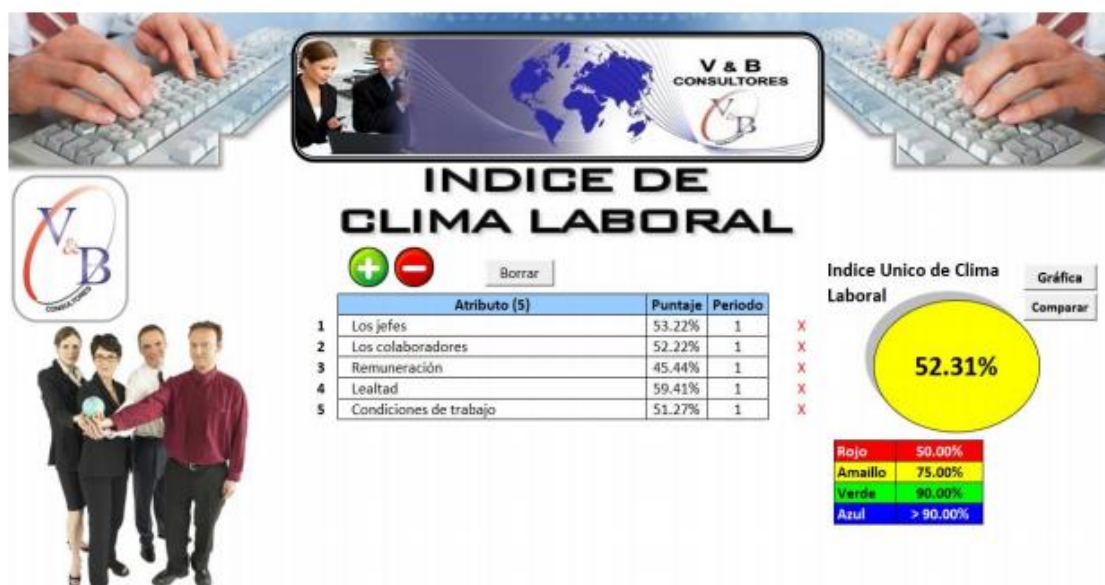 V & B
CONSULTORES
V&B
INDICE DE
CLIMA LABORAL
V
&
B
CONSULTORES
Borrar
Atributo (5) Puntaje Periodo
1 Los jefes 53.22% 1 X
2 Los colaboradores 52.22% 1 X
3 Remuneración 45.44% 1 X
4 Lealtad 59.41% 1 X
5 Condiciones de trabajo 51.27% 1 X
Indice Unico de Clima
Laboral
Gráfica
Comparar
52.31%
Rojo 50.00%
Amaillo 75.00%
Verde 90.00%
Azul > 90.00%